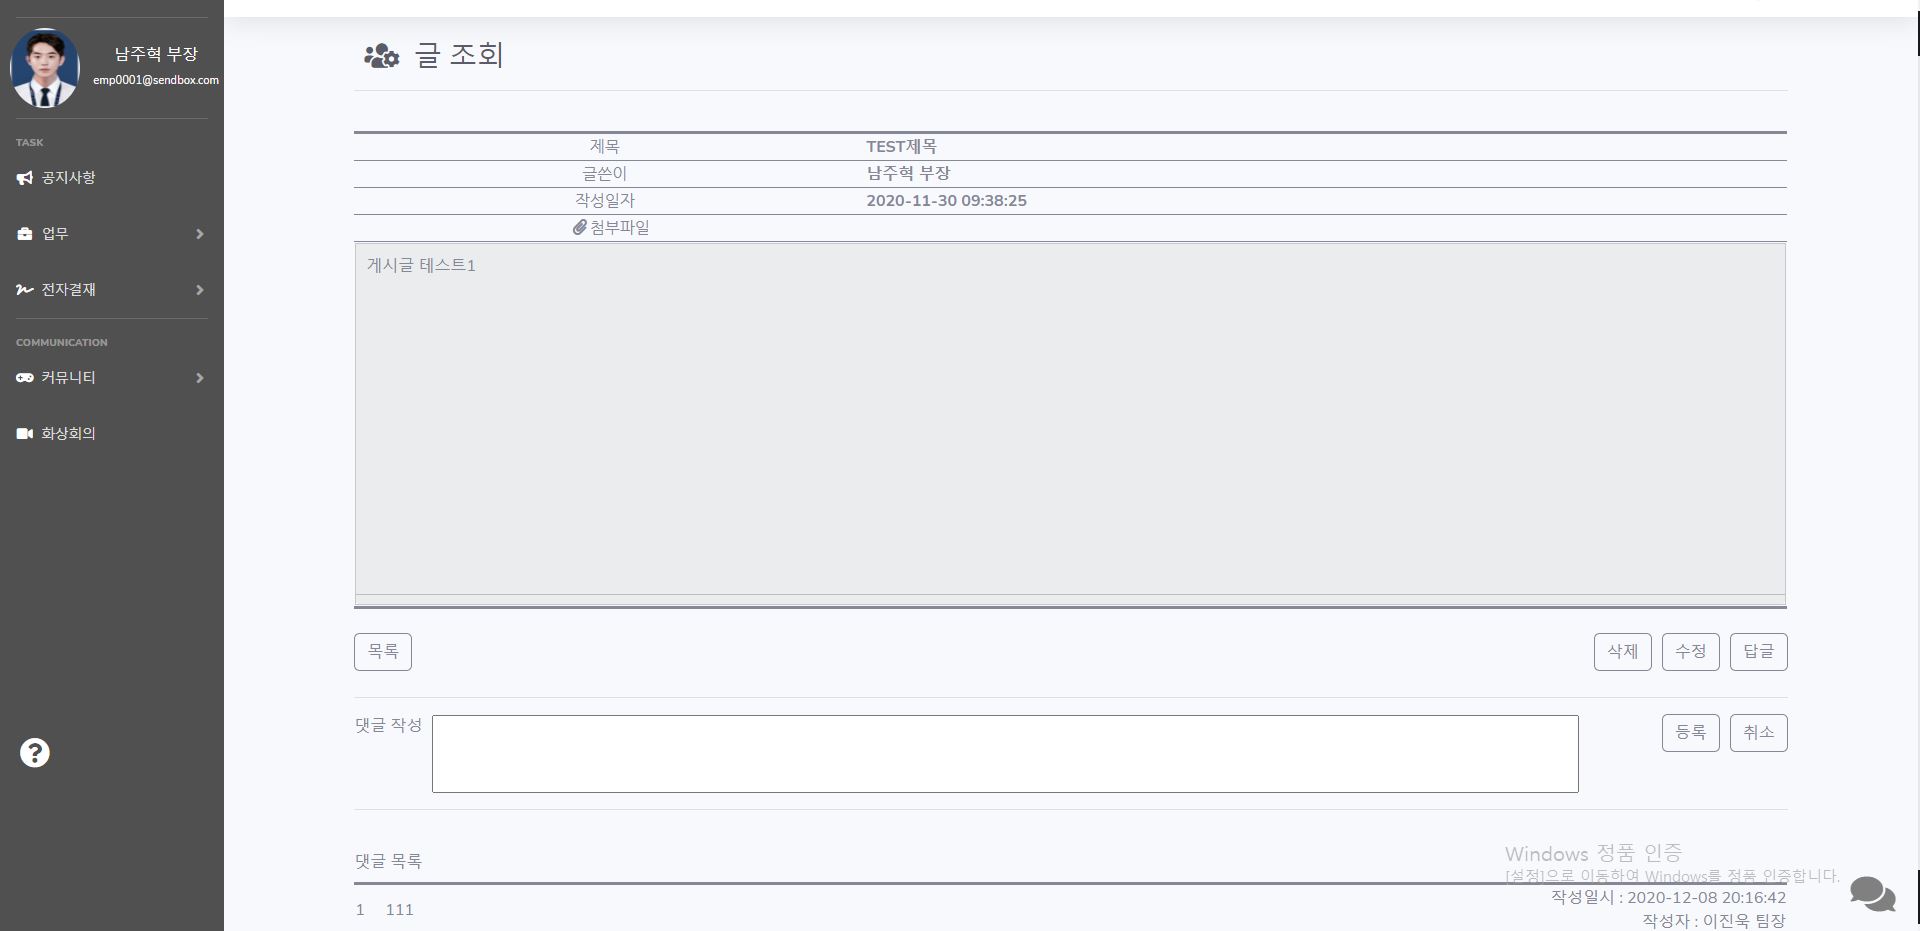 남주혁 부장
emp0001@sendbox.com
TASK
공지사항
업무
전자결재
COMMUNICATION
커뮤니티
화상회의
글 조회
제목 TEST제목
글쓴이 남주혁 부장
작성일자 2020-11-30 09:38:25
첨부파일
게시글 테스트1
목록 삭제 수정 답글
댓글 작성 등록 취소
댓글 목록
Windows 정품 인증
[설정]으로 이동하여 Windows를 정품 인증합니다.
작성일시 : 2020-12-08 20:16:42
1 111
작성자 : 이진욱 팀장